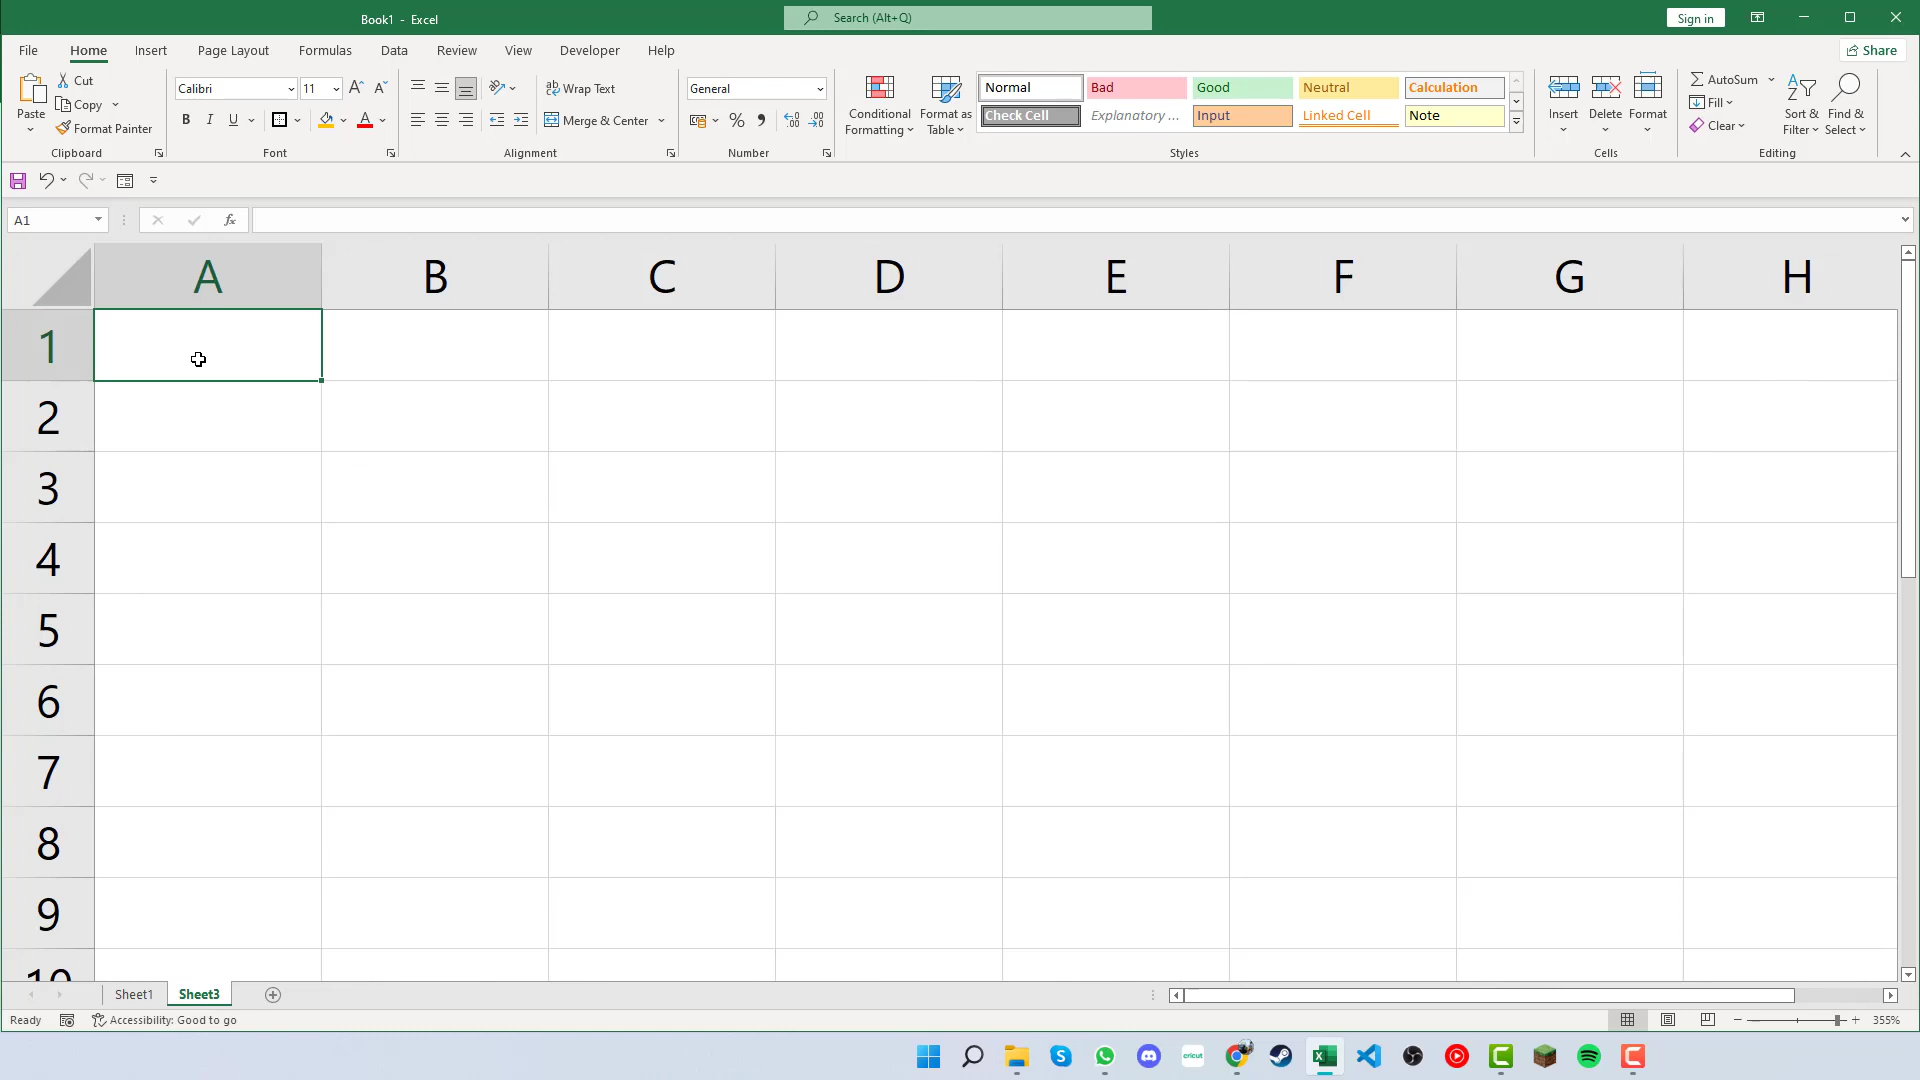 Book1 - Excel
Search (Alt+Q)
Sign in
File Home Insert Page Layout Formulas Data Review View Developer Help
Share
Paste
Cut
Copy
Format Painter
Clipboard
Calibri 11
B I U
Font
Wrap Text
Merge & Center
Alignment
General
Number
Conditional Formatting
Format as Table
Normal Bad Good Neutral Calculation
Check Cell Explanatory ... Input Linked Cell Note
Styles
Insert Delete Format
Cells
AutoSum
Fill
Clear
Sort & Filter
Find & Select
Editing
A1
fx
A B C D E F G H
1
2
3
4
5
6
7
8
9
10
Sheet1 Sheet3
Ready
Accessibility: Good to go
355%
cricut